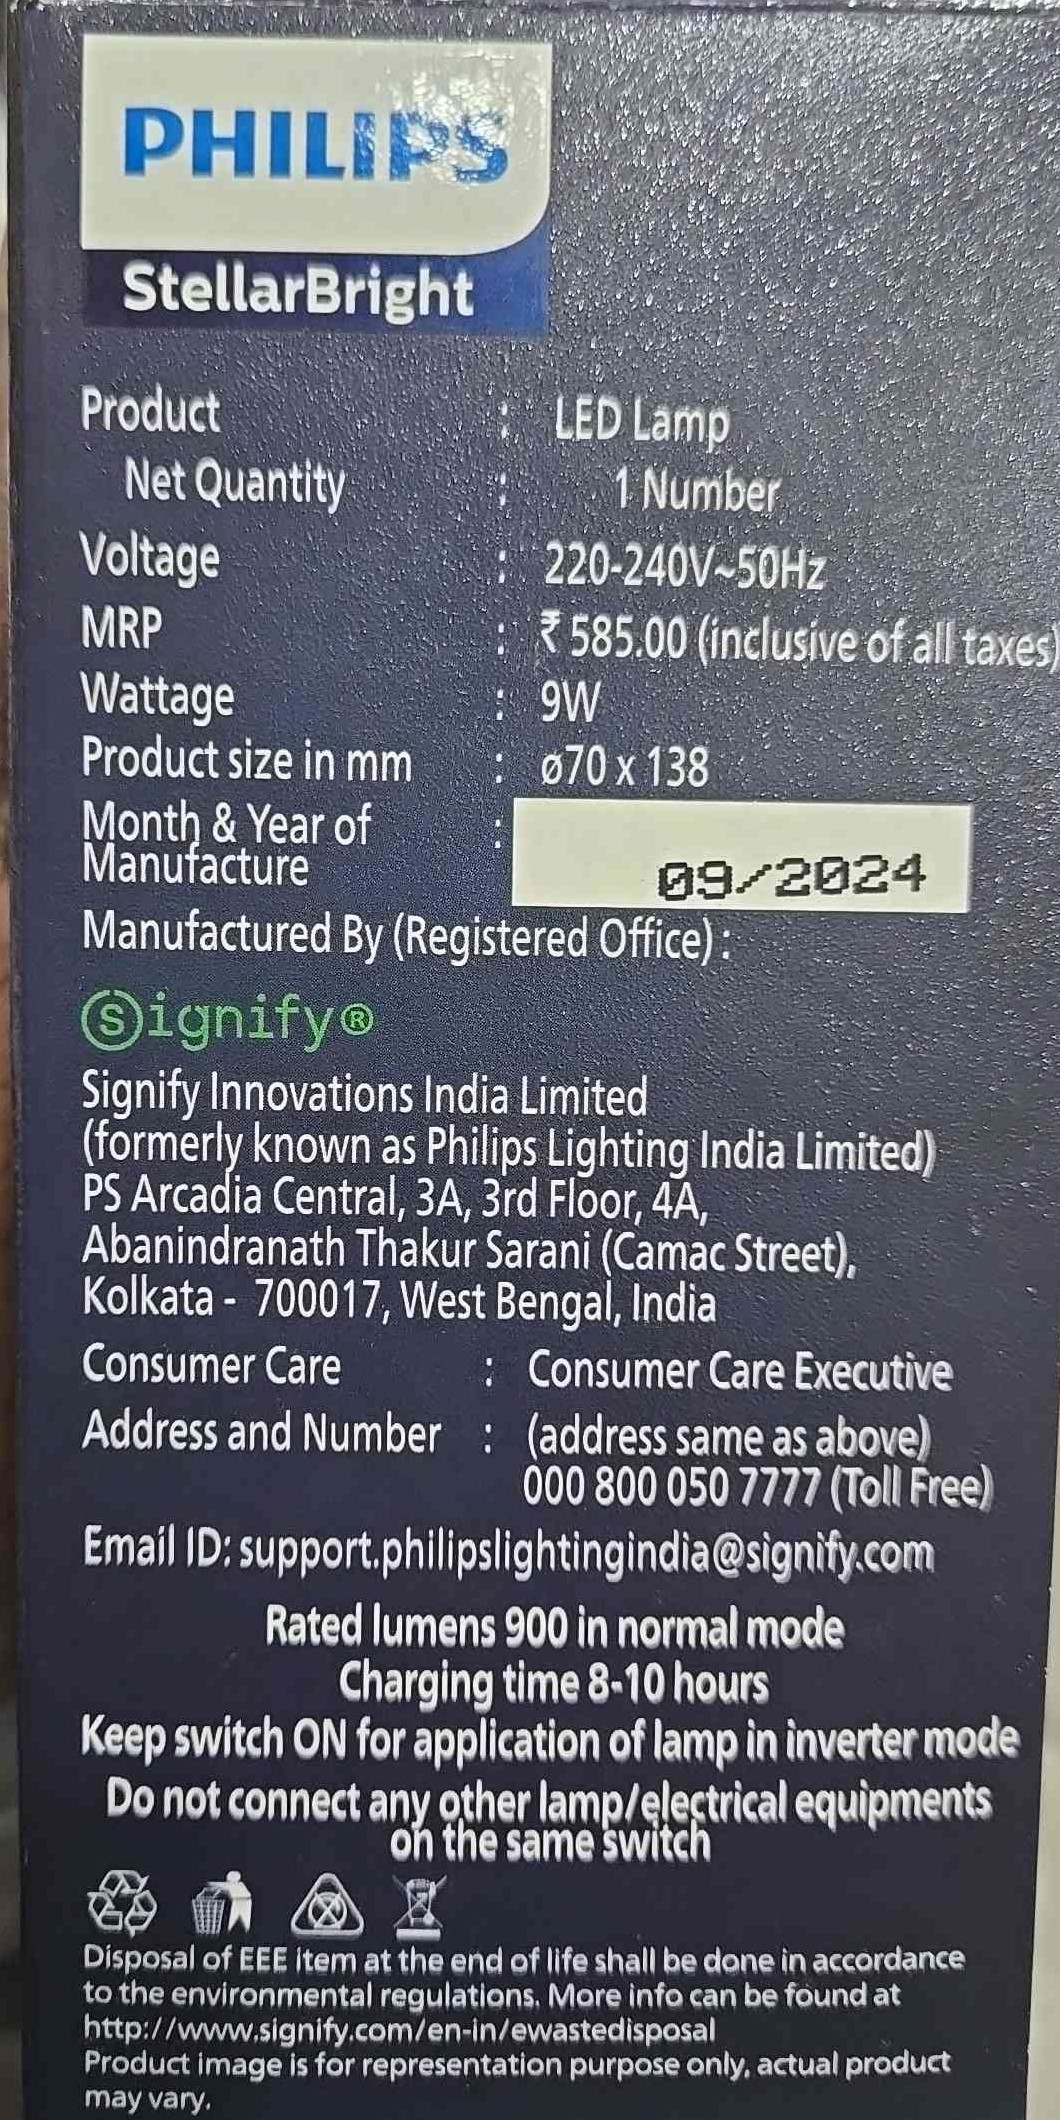 PHILIPS
StellarBright
Product : LED Lamp
Net Quantity : 1 Number
Voltage : 220-240V~50Hz
MRP : ₹ 585.00 (inclusive of all taxes)
Wattage : 9W
Product size in mm : ø70 x 138
Month & Year of
Manufacture : 09/2024
Manufactured By (Registered Office) :
Signify®
Signify Innovations India Limited
(formerly known as Philips Lighting India Limited)
PS Arcadia Central, 3A, 3rd Floor, 4A,
Abanindranath Thakur Sarani (Camac Street),
Kolkata - 700017, West Bengal, India
Consumer Care : Consumer Care Executive
Address and Number : (address same as above)
000 800 050 7777 (Toll Free)
Email ID: support.philipslightingindia@signify.com
Rated lumens 900 in normal mode
Charging time 8-10 hours
Keep switch ON for application of lamp in inverter mode
Do not connect any other lamp/electrical equipments
on the same switch
Disposal of EEE item at the end of life shall be done in accordance
to the environmental regulations. More info can be found at
http://www.signify.com/en-in/ewastedisposal
Product image is for representation purpose only, actual product
may vary.